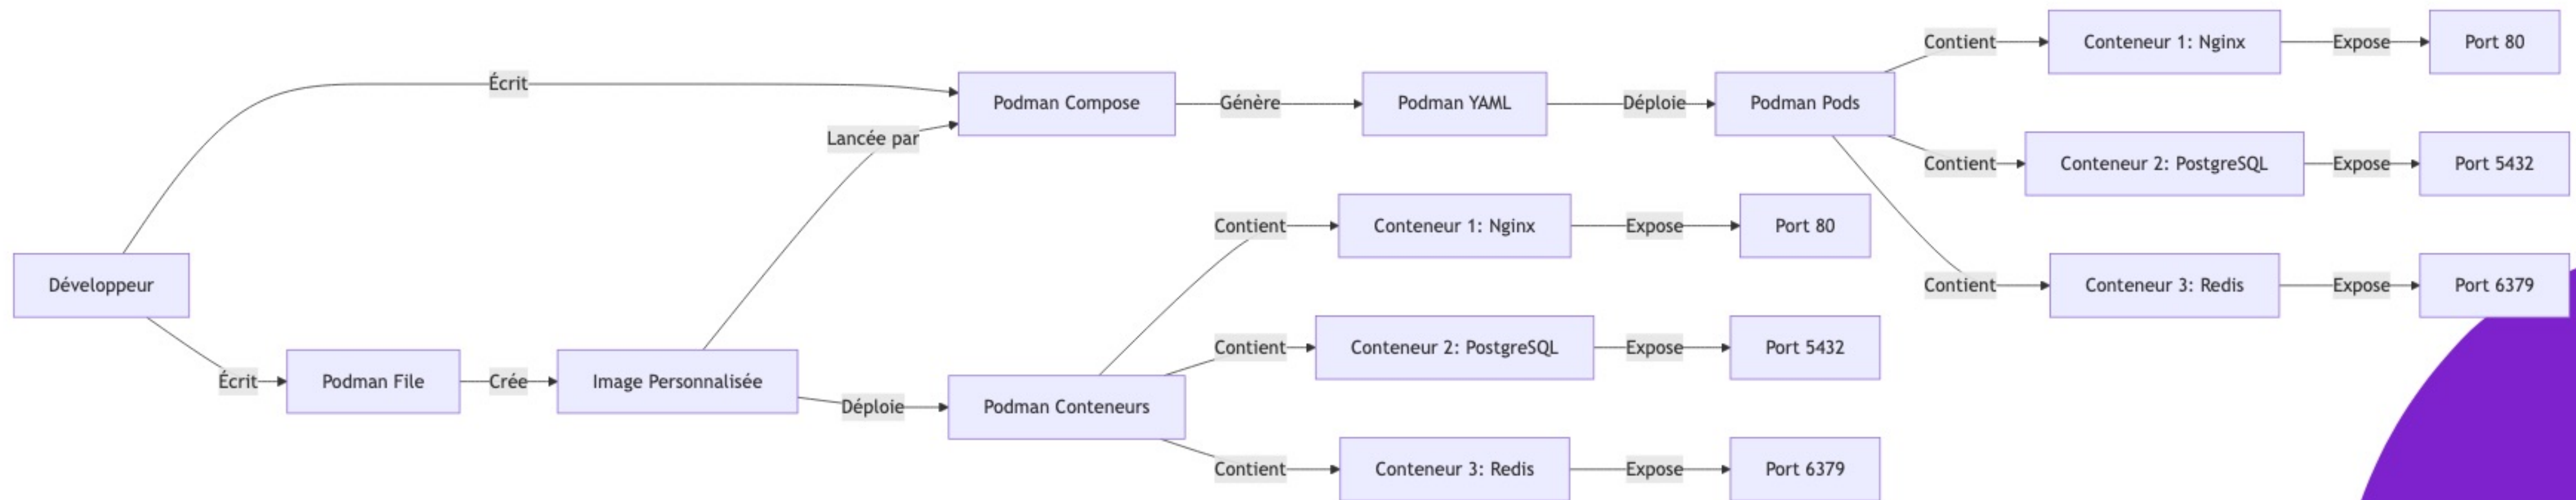 Contient
Conteneur 1: Nginx
Expose
Port 80
Écrit
Podman Compose
Génère
Podman YAML
Déploie
Podman Pods
Lancée par
Contient
Conteneur 2: PostgreSQL
Expose
Port 5432
Contient
Conteneur 1: Nginx
Expose
Port 80
Développeur
Contient
Conteneur 3: Redis
Expose
Port 6379
Contient
Conteneur 2: PostgreSQL
Expose
Port 5432
Écrit
Podman File
Crée
Image Personnalisée
Déploie
Podman Conteneurs
Contient
Conteneur 3: Redis
Expose
Port 6379